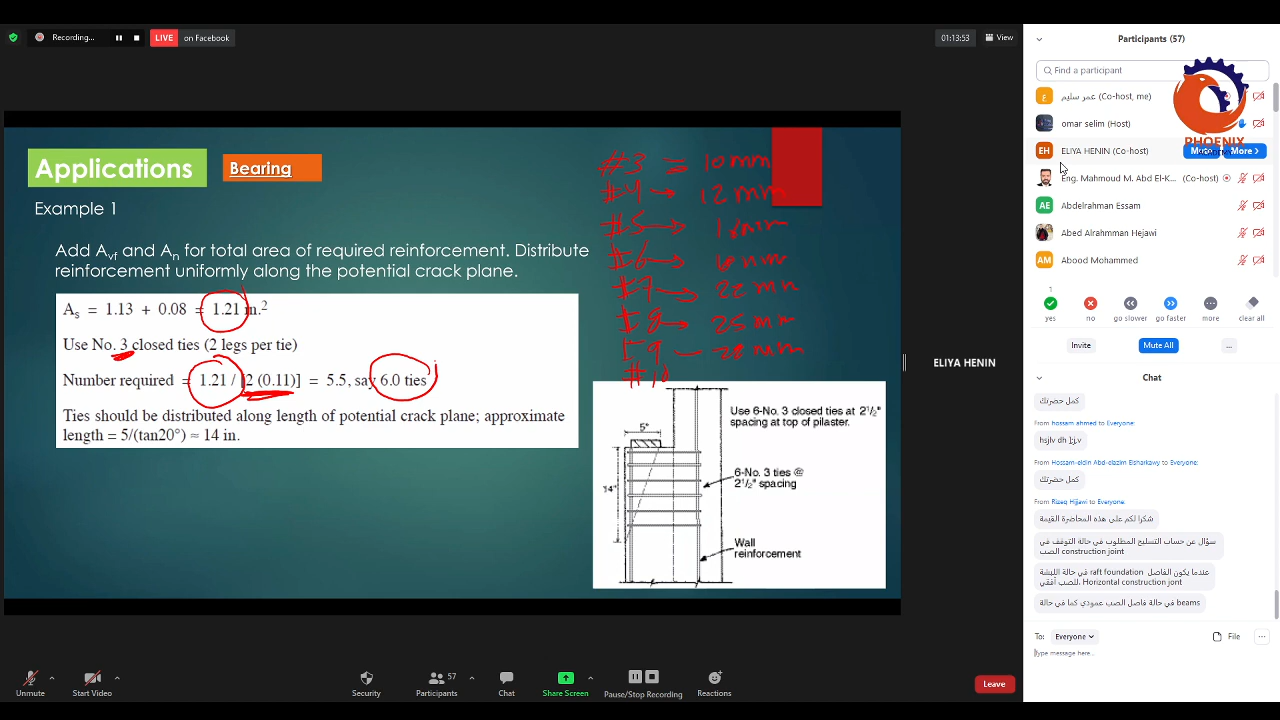 Recording...
LIVE on Facebook
01:13:53
View
Applications
Bearing
Example 1
Add Avf and An for total area of required reinforcement. Distribute
reinforcement uniformly along the potential crack plane.
As = 1.13 + 0.08 = 1.21 in.2
Use No. 3 closed ties (2 legs per tie)
Number required = 1.21 / [2 (0.11)] = 5.5, say 6.0 ties
Ties should be distributed along length of potential crack plane; approximate
length = 5/(tan20°) ≈ 14 in.
#3 = 10mm
#4 → 12 mm
#5 →
#6 →
#7 → 22 mm
#8 → 25 mm
9 — 28 mm
#10
Use 6-No. 3 closed ties at 2 1/2"
spacing at top of pilaster.
5"
14"
6-No. 3 ties @
2 1/2" spacing
Wall
reinforcement
ELIYA HENIN
Unmute
Start Video
Security
57
Participants
Chat
Share Screen
Pause/Stop Recording
Reactions
Leave
Participants (57)
Find a participant
ع عمر سليم (Co-host, me)
omar selim (Host)
EH ELIYA HENIN (Co-host) More >
Eng. Mahmoud M. Abd El-K... (Co-host)
AE Abdelrahman Essam
Abed Alrahmman Hejawi
AM Abood Mohammed
PHOENIX
1
yes no go slower go faster more clear all
Invite Mute All ...
Chat
كمل حضرتك
From hossam ahmed to Everyone:
hsjlv dh
From Hossam-eldin Abd-elazim Elsharkawy to Everyone:
كمل حضرتك
From Rizeq Hijjawi to Everyone:
شكرا لكم على هذه المحاضرة القيمة
سؤال عن حساب التسليح المطلوب في حالة التوقف في
الصب construction joint
عندما يكون الفاصل raft foundation في حالة اللبشة
للصب أفقي. Horizontal construction jont
في حالة فاصل الصب عمودي كما في حالة beams
To: Everyone
File
Type message here...